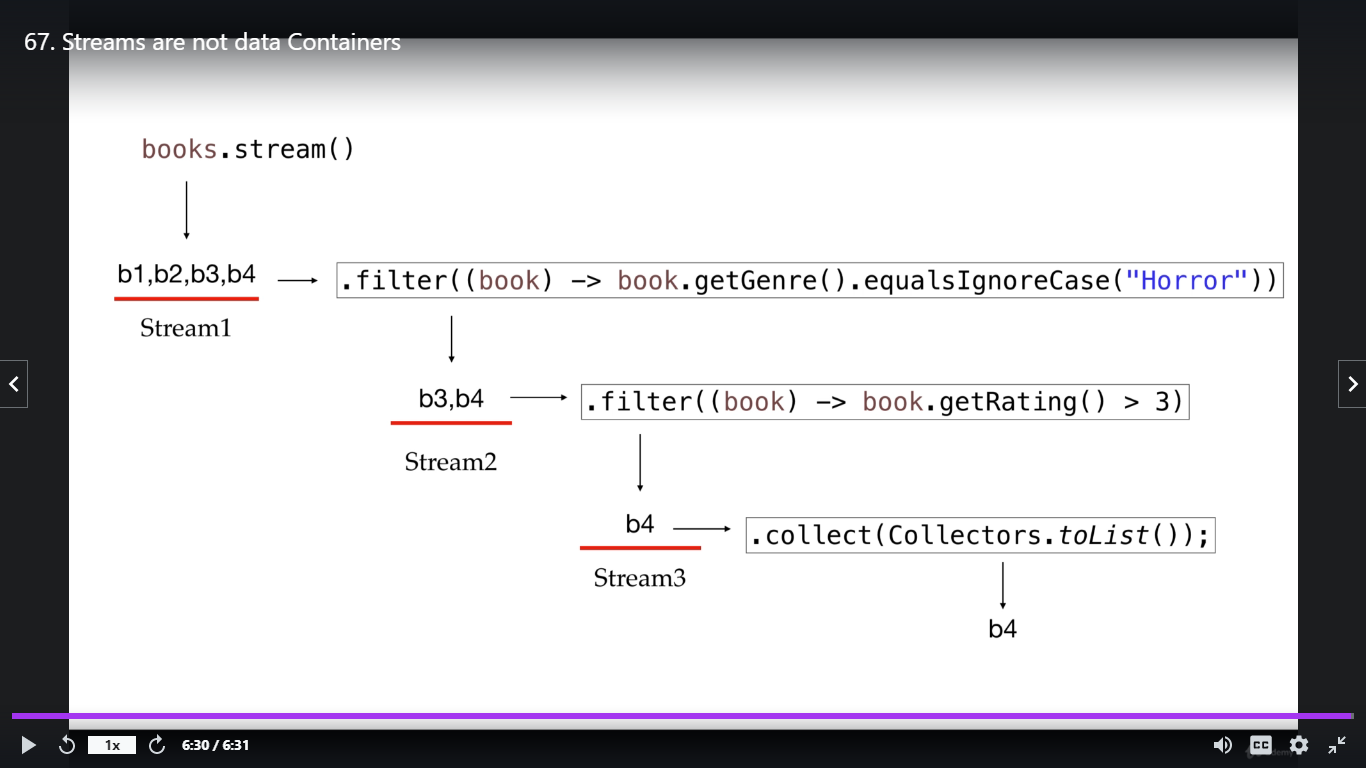 67. Streams are not data Containers
books.stream()
b1,b2,b3,b4
.filter((book) -> book.getGenre().equalsIgnoreCase("Horror"))
Stream1
b3,b4
.filter((book) -> book.getRating() > 3)
Stream2
b4
.collect(Collectors.toList());
Stream3
b4
1x
6:30 / 6:31
CC